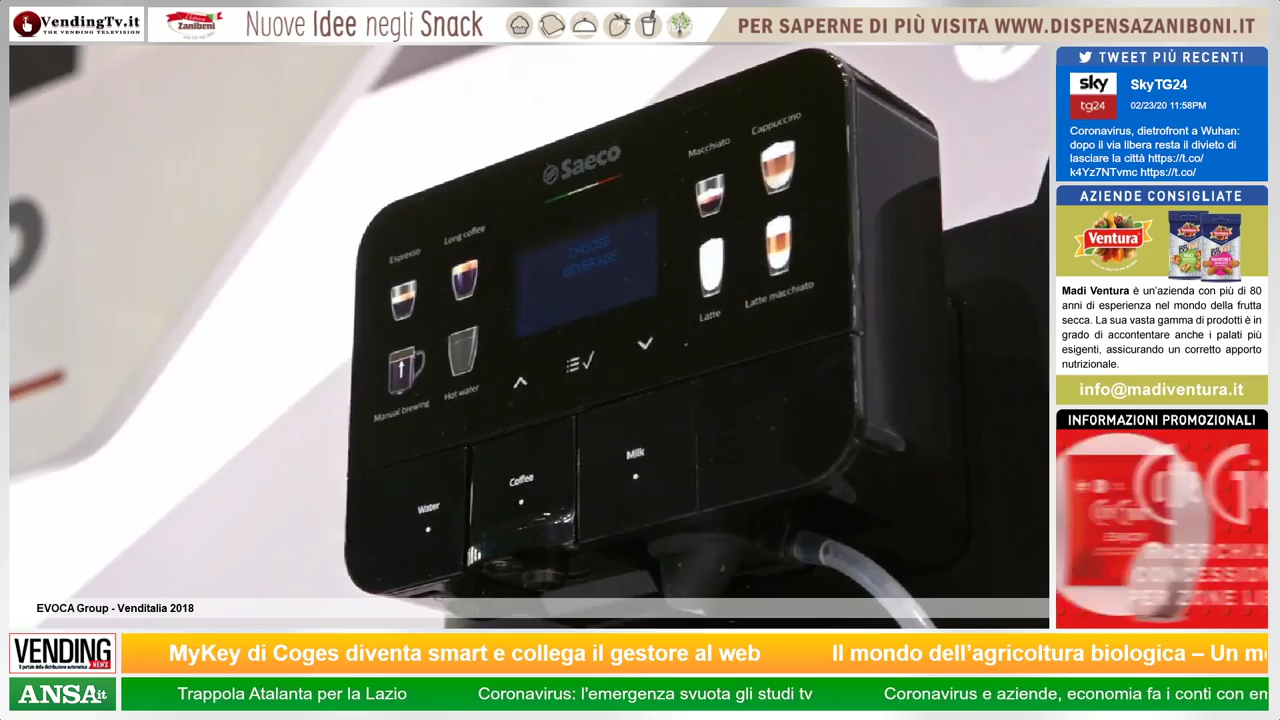 VendingTv.it
THE VENDING TELEVISION
Zaniboni
Nuove Idee negli Snack
PER SAPERNE DI PIÙ VISITA WWW.DISPENSAZANIBONI.IT
Saeco
Espresso
Long coffee
Macchiato
Cappuccino
CHOOSE
BEVERAGE
Manual brewing
Hot water
Latte
Latte macchiato
Water
Coffee
Milk
EVOCA Group - Venditalia 2018
TWEET PIÙ RECENTI
sky
tg24
SkyTG24
02/23/20 11:58PM
Coronavirus, dietrofront a Wuhan:
dopo il via libera resta il divieto di
lasciare la città https://t.co/
k4Yz7NTvmc https://t.co/
AZIENDE CONSIGLIATE
Ventura
Madi Ventura è un'azienda con più di 80
anni di esperienza nel mondo della frutta
secca. La sua vasta gamma di prodotti è in
grado di accontentare anche i palati più
esigenti, assicurando un corretto apporto
nutrizionale.
info@madiventura.it
INFORMAZIONI PROMOZIONALI
VENDING
NEWS
MyKey di Coges diventa smart e collega il gestore al web
Il mondo dell'agricoltura biologica – Un m
ANSA.it
Trappola Atalanta per la Lazio
Coronavirus: l'emergenza svuota gli studi tv
Coronavirus e aziende, economia fa i conti con em